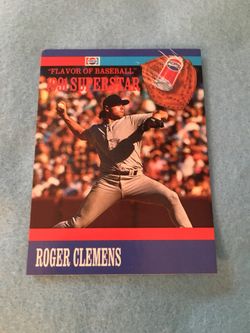 "FLAVOR OF BASEBALL"
1991 SUPERSTAR
ROGER CLEMENS